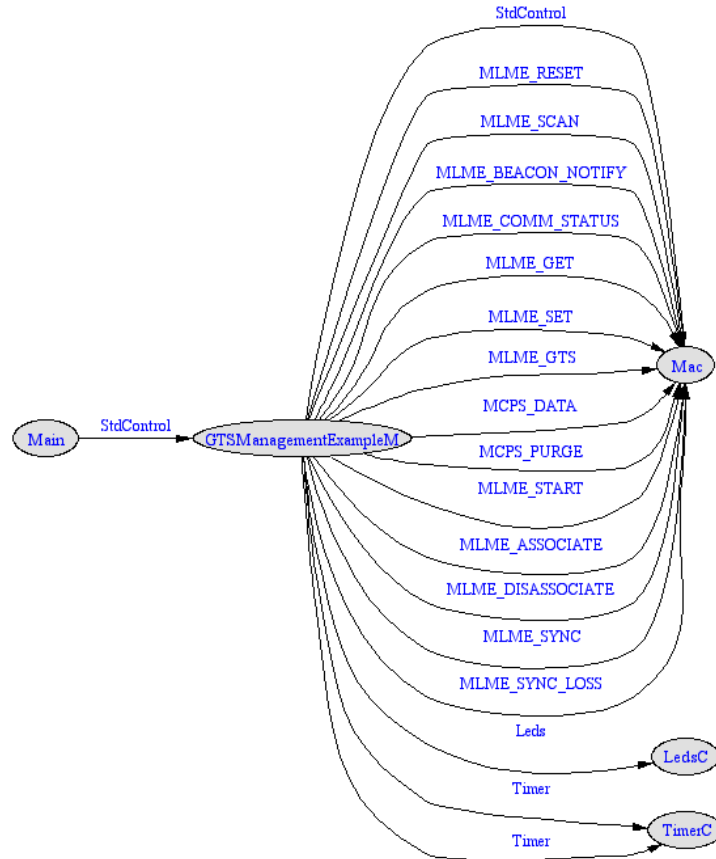 StdControl
MLME_RESET
MLME_SCAN
MLME_BEACON_NOTIFY
MLME_COMM_STATUS
MLME_GET
MLME_SET
MLME_GTS
Mac
MCPS_DATA
Main
StdControl
GTSManagementExampleM
MCPS_PURGE
MLME_START
MLME_ASSOCIATE
MLME_DISASSOCIATE
MLME_SYNC
MLME_SYNC_LOSS
Leds
LedsC
Timer
TimerC
Timer